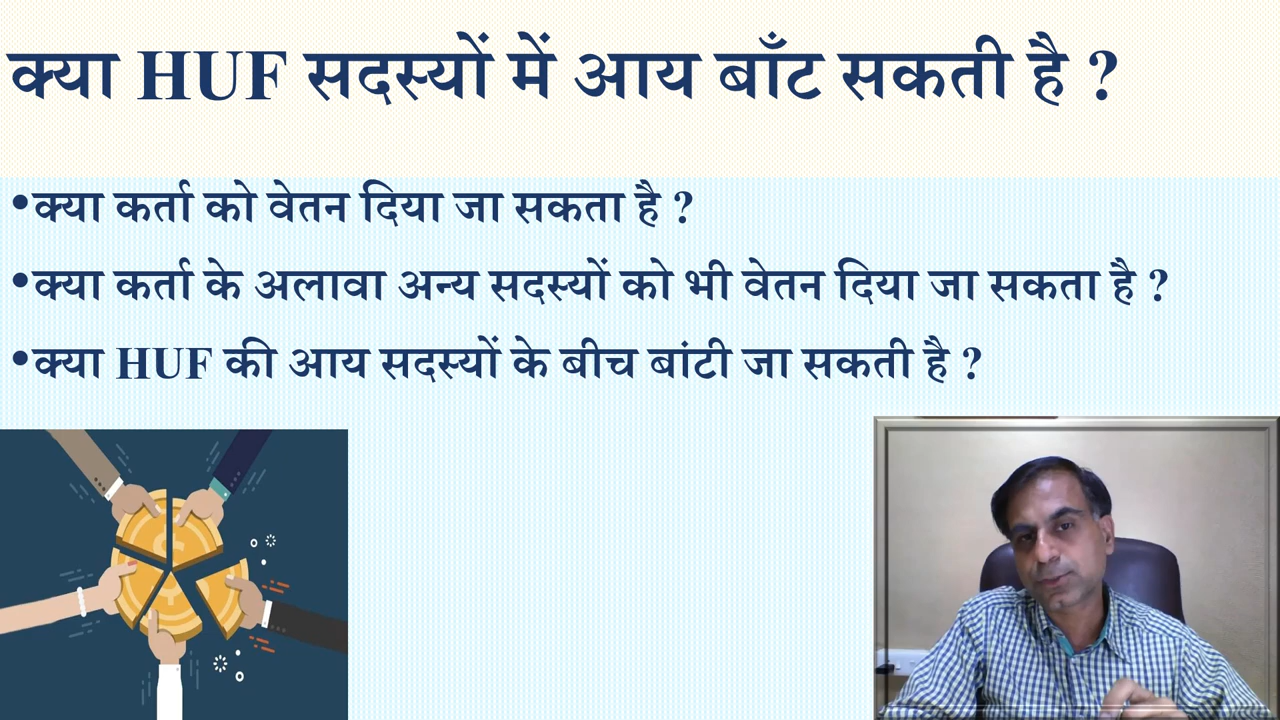 क्या HUF सदस्यों में आय बाँट सकती है ?
•क्या कर्ता को वेतन दिया जा सकता है ?
•क्या कर्ता के अलावा अन्य सदस्यों को भी वेतन दिया जा सकता है ?
•क्या HUF की आय सदस्यों के बीच बांटी जा सकती है ?